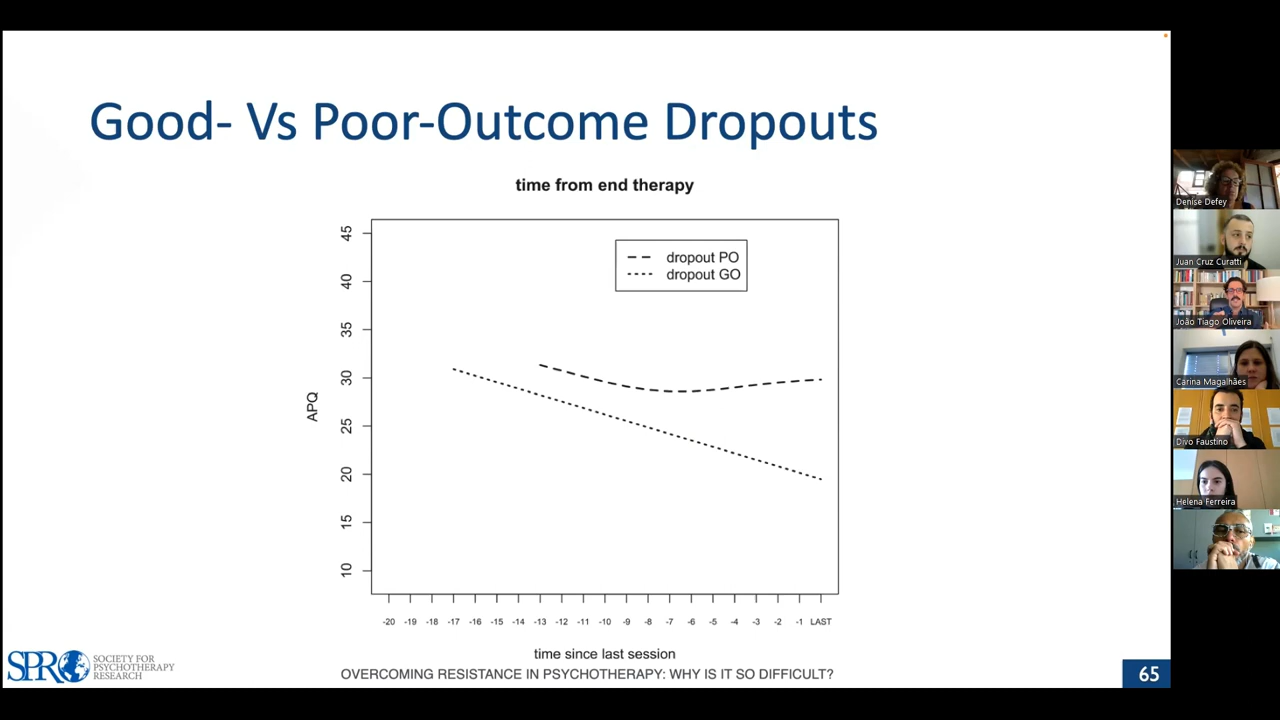 Good- Vs Poor-Outcome Dropouts
time from end therapy
dropout PO
dropout GO
APQ
45
40
35
30
25
20
15
10
-20 -19 -18 -17 -16 -15 -14 -13 -12 -11 -10 -9 -8 -7 -6 -5 -4 -3 -2 -1 LAST
time since last session
OVERCOMING RESISTANCE IN PSYCHOTHERAPY: WHY IS IT SO DIFFICULT?
SPR
SOCIETY FOR
PSYCHOTHERAPY
RESEARCH
65
Denise Defey
Juan Cruz Curatti
João Tiago Oliveira
Carina Magalhães
Divo Faustino
Helena Ferreira